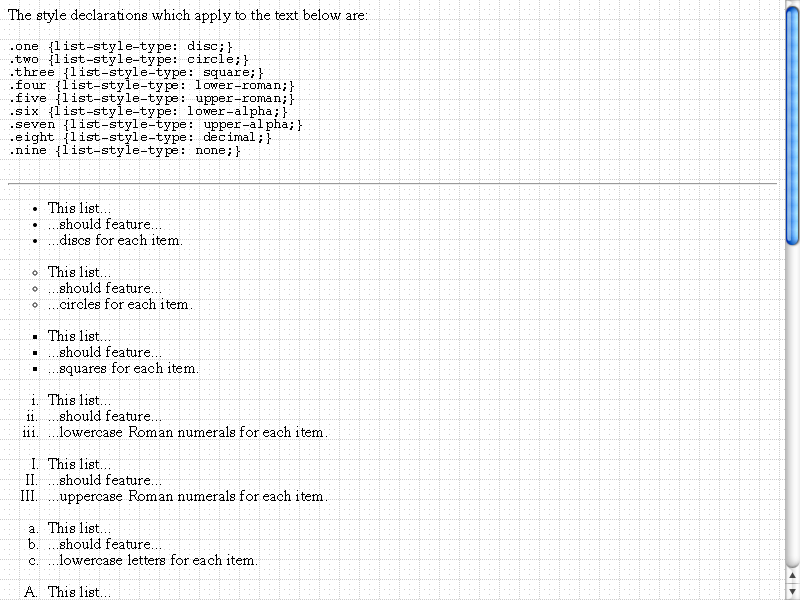 The style declarations which apply to the text below are:
.one {list-style-type: disc;}
.two {list-style-type: circle;}
.three {list-style-type: square;}
.four {list-style-type: lower-roman;}
.five {list-style-type: upper-roman;}
.six {list-style-type: lower-alpha;}
.seven {list-style-type: upper-alpha;}
.eight {list-style-type: decimal;}
.nine {list-style-type: none;}
• This list...
• ...should feature...
• ...discs for each item.
◦ This list...
◦ ...should feature...
◦ ...circles for each item.
▪ This list...
▪ ...should feature...
▪ ...squares for each item.
i. This list...
ii. ...should feature...
iii. ...lowercase Roman numerals for each item.
I. This list...
II. ...should feature...
III. ...uppercase Roman numerals for each item.
a. This list...
b. ...should feature...
c. ...lowercase letters for each item.
A. This list...